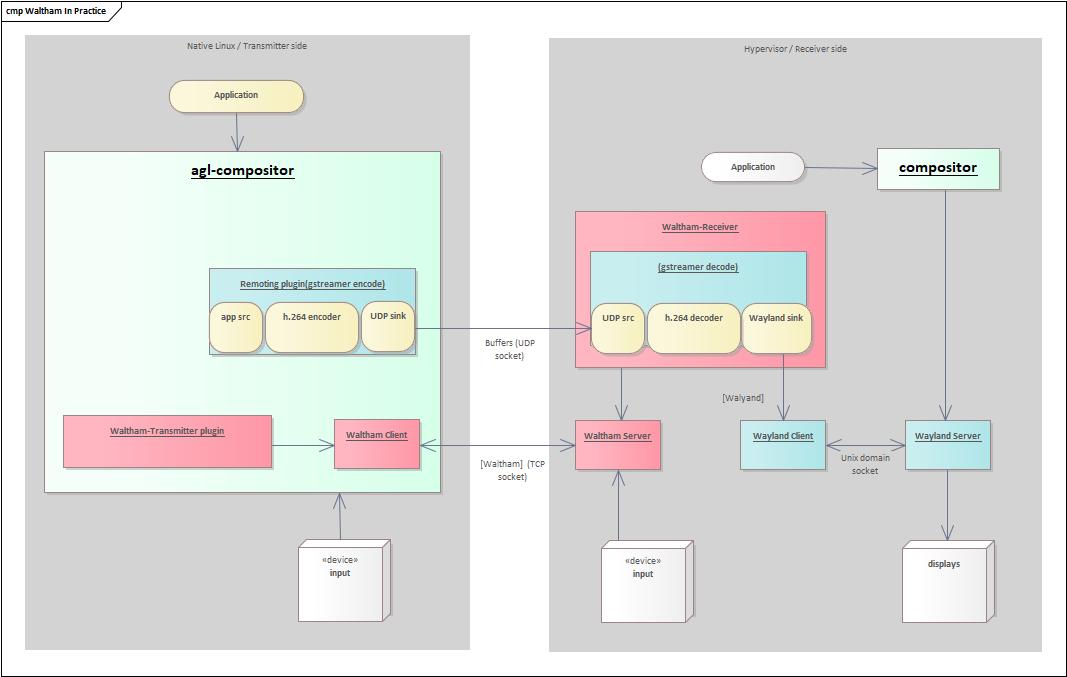 cmp Waltham In Practice
Native Linux / Transmitter side
Application
agl-compositor
Remoting plugin(gstreamer encode)
app src
h.264 encoder
UDP sink
Waltham-Transmitter plugin
Waltham Client
«device»
input
Buffers (UDP
socket)
[Waltham] (TCP
socket)
Hypervisor / Receiver side
Application
compositor
Waltham-Receiver
(gstreamer decode)
UDP src
h.264 decoder
Wayland sink
[Walyand]
Waltham Server
Wayland Client
Unix domain
socket
Wayland Server
«device»
input
displays